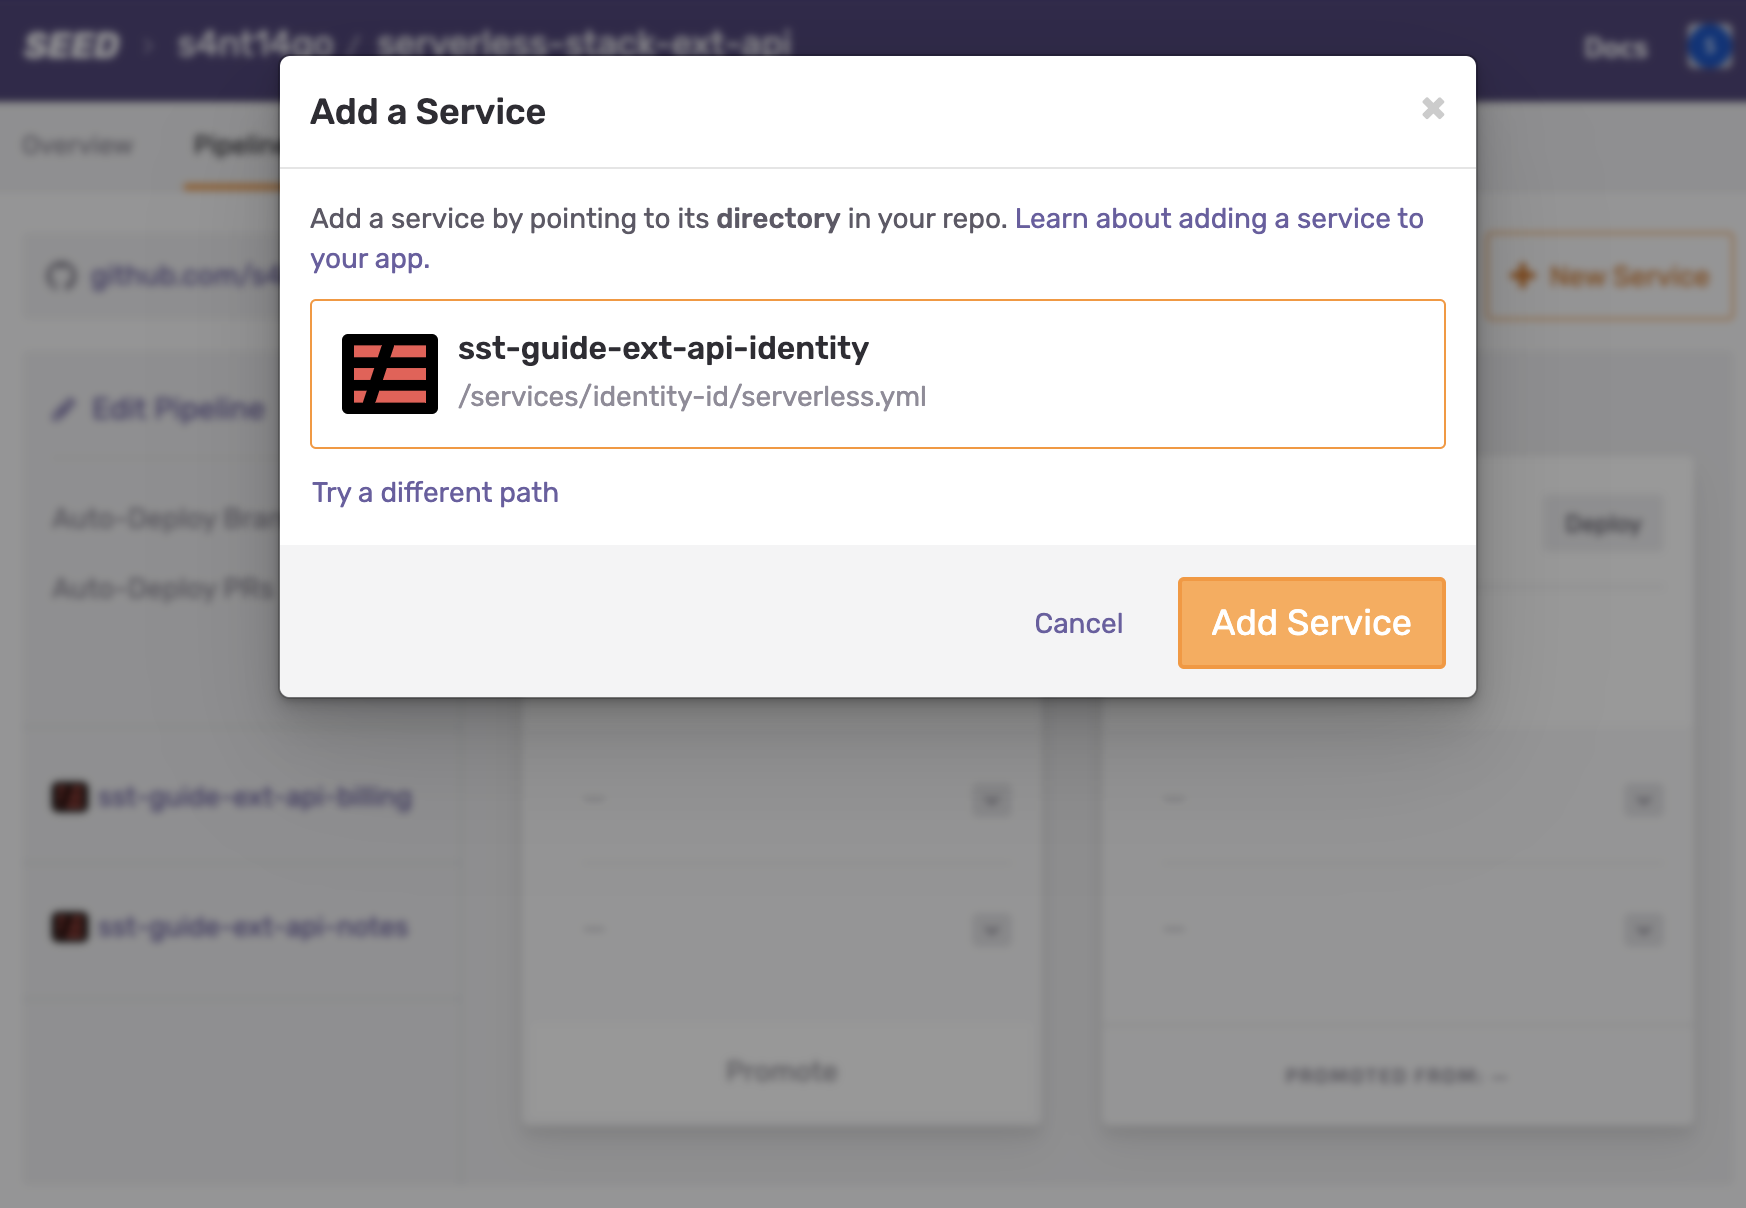 SEED > s4nt14go / serverless-stack-ext-api
Docs
S
Add a Service
Overview
Pipeline
Add a service by pointing to its directory in your repo. Learn about adding a service to
your app.
github.com/s4
New Service
sst-guide-ext-api-identity
/services/identity-id/serverless.yml
Edit Pipeline
Try a different path
Auto-Deploy Bran
Deploy
Auto-Deploy PRs
Cancel
Add Service
sst-guide-ext-api-billing
—
—
sst-guide-ext-api-notes
—
—
Promote
PROMOTED FROM: —